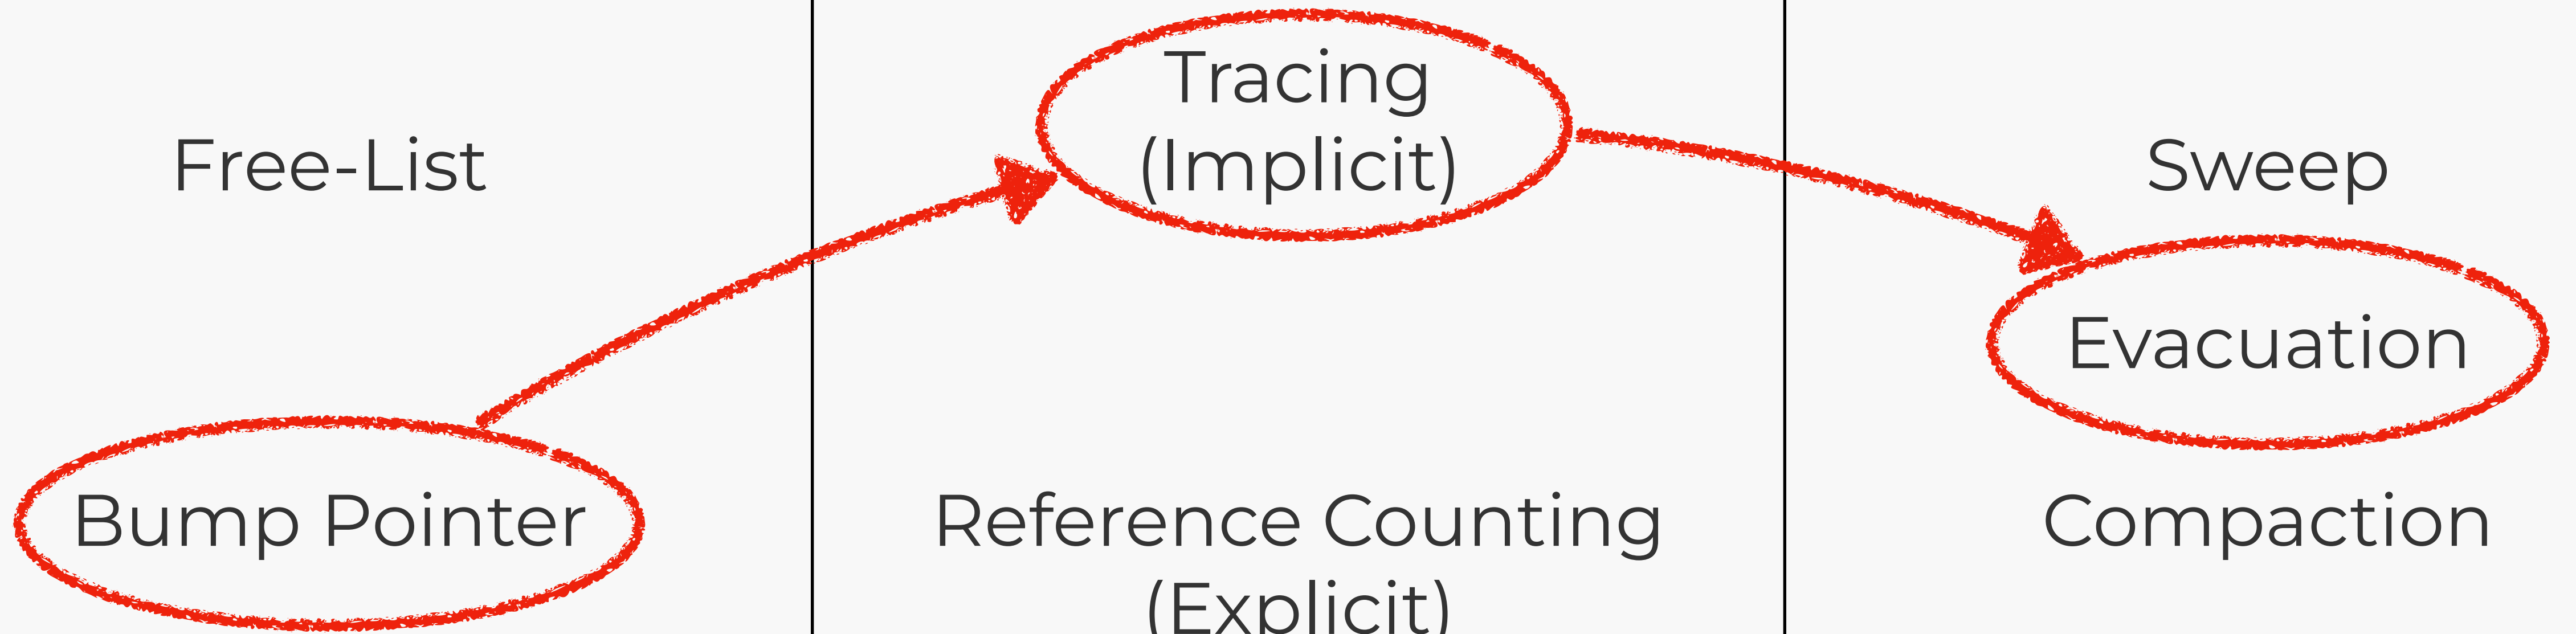 Free-List
Bump Pointer
Tracing
(Implicit)
Reference Counting
(Explicit)
Sweep
Evacuation
Compaction